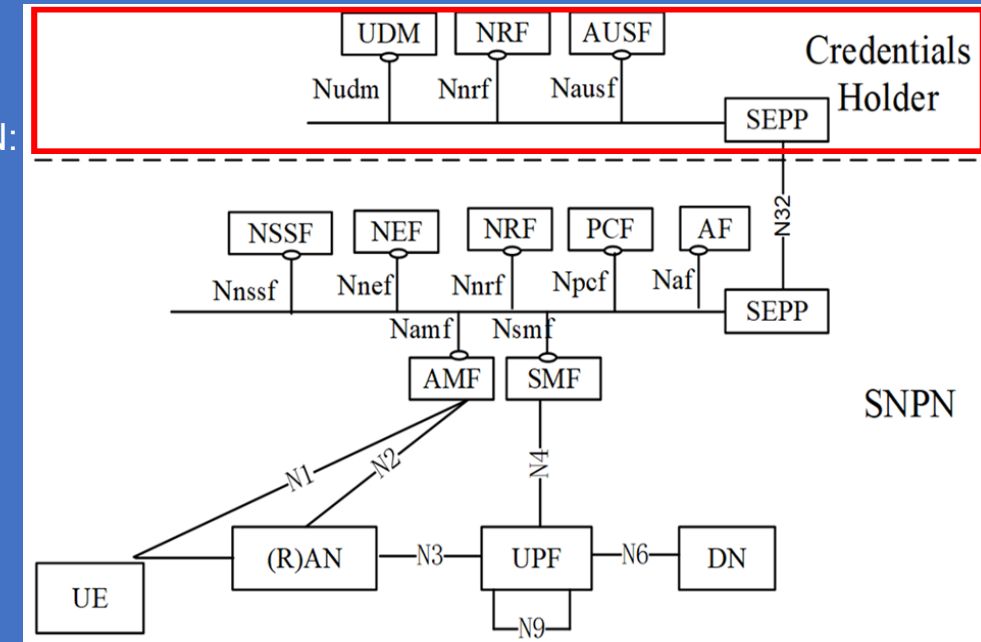 UDM
NRF
AUSF
Credentials
Holder
Nudm
Nnrf
Nausf
SEPP
N:
N32
NSSF
NEF
NRF
PCF
AF
Nnssf
Nnef
Nnrf
Npcf
Naf
SEPP
Namf
Nsmf
AMF
SMF
SNPN
N1
N2
N4
(R)AN
N3
UPF
N6
DN
UE
N9